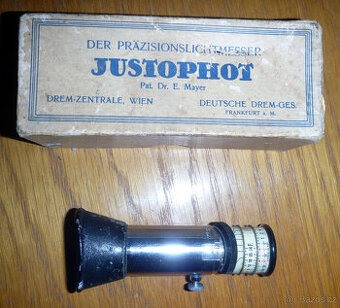 DER PRÄZISIONSLICHTMESSER
JUSTOPHOT
Pat. Dr. E. Mayer
DREM-ZENTRALE, WIEN
DEUTSCHE DREM-GES.
FRANKFURT a. M.